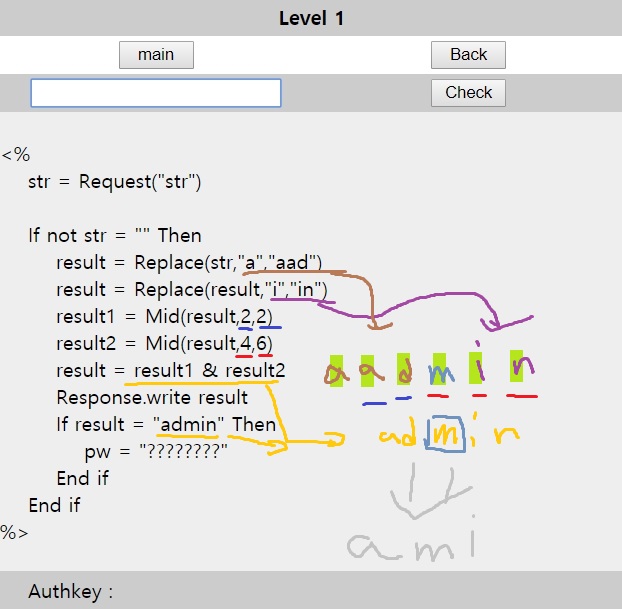 Level 1
main Back
Check
<%
str = Request("str")
If not str = "" Then
result = Replace(str,"a","aad")
result = Replace(result,"i","in")
result1 = Mid(result,2,2)
result2 = Mid(result,4,6)
a a d m i n
result = result1 & result2
Response.write result
If result = "admin" Then
ad m i n
pw = "????????"
End if
End if
a m i
%>
Authkey :